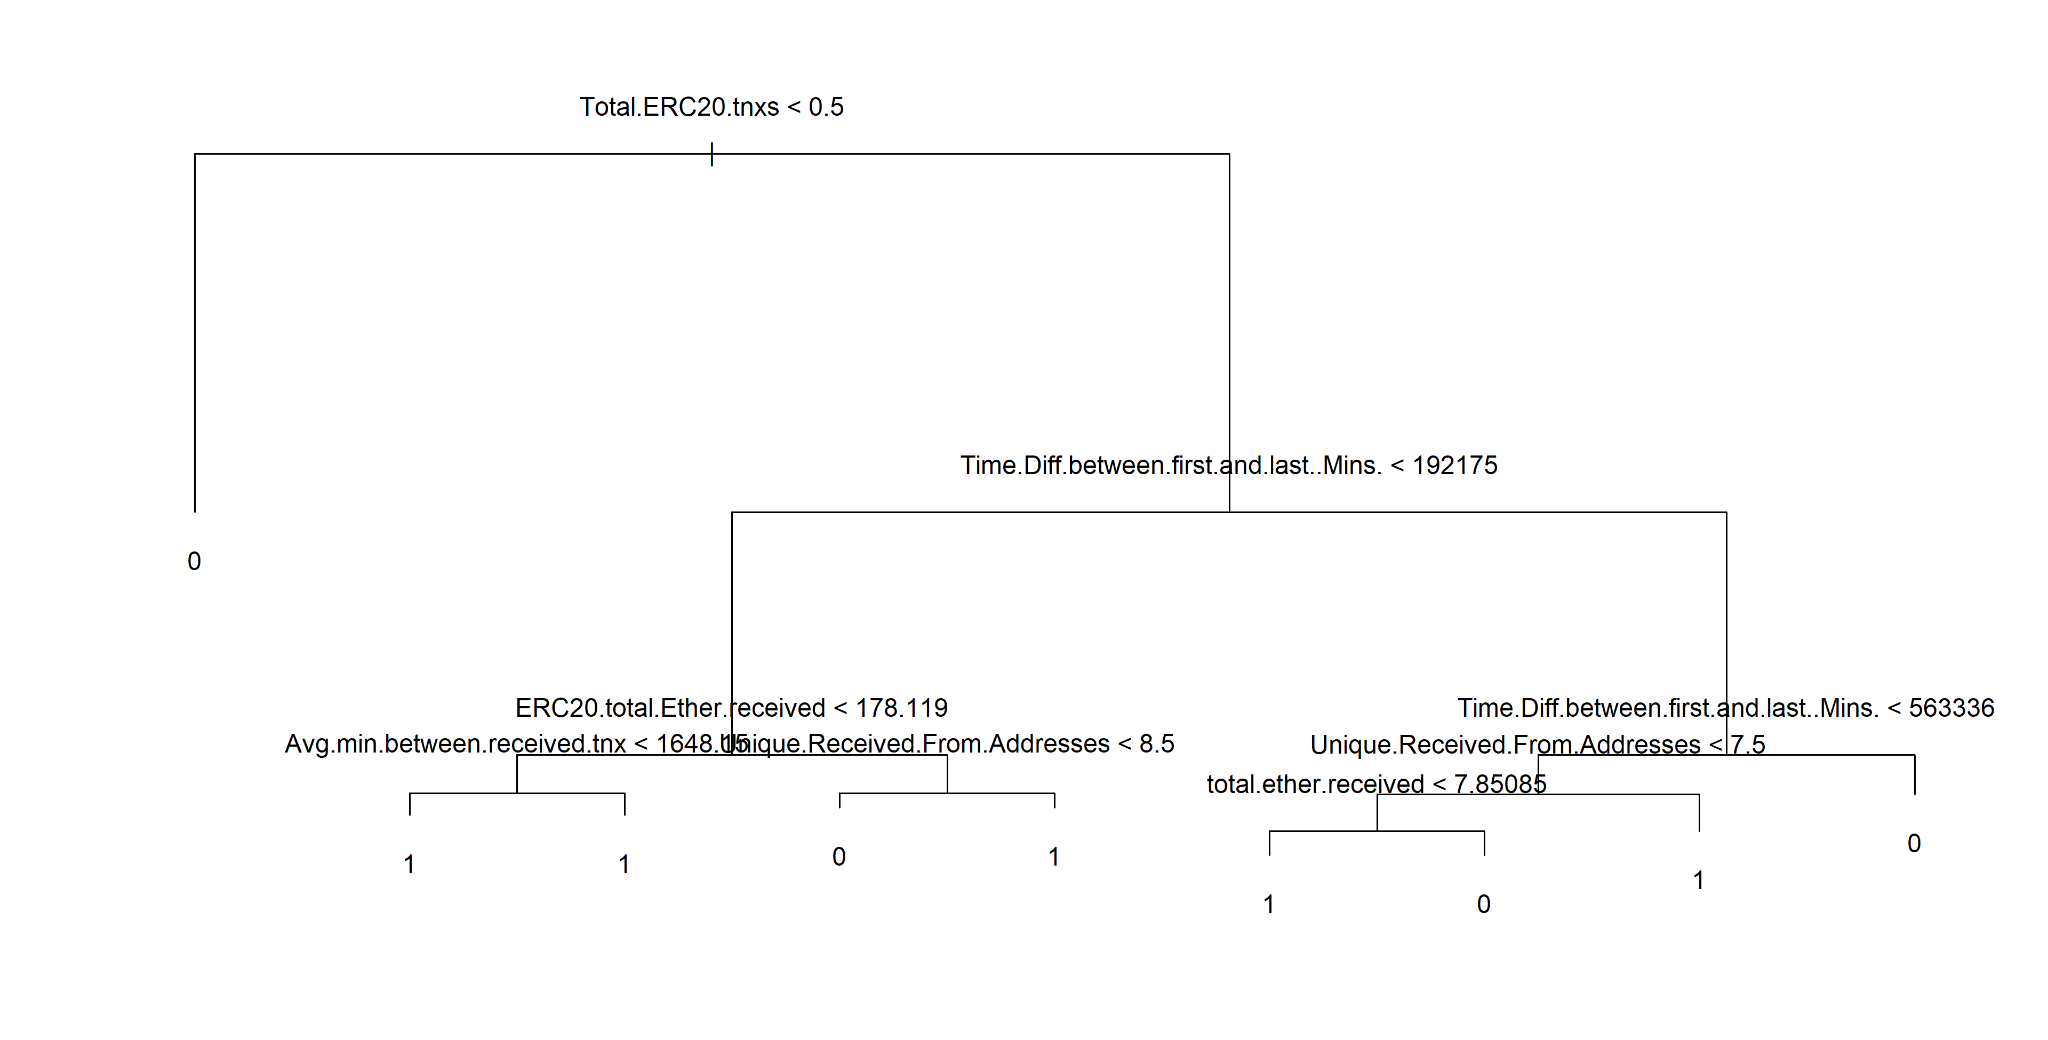 Total.ERC20.tnxs < 0.5
Time.Diff.between.first.and.last..Mins. < 192175
0
ERC20.total.Ether.received < 178.119
Time.Diff.between.first.and.last..Mins. < 563336
Avg.min.between.received.tnx < 1648.15
Unique.Received.From.Addresses < 8.5
Unique.Received.From.Addresses < 7.5
total.ether.received < 7.85085
1
1
0
1
1
0
1
0